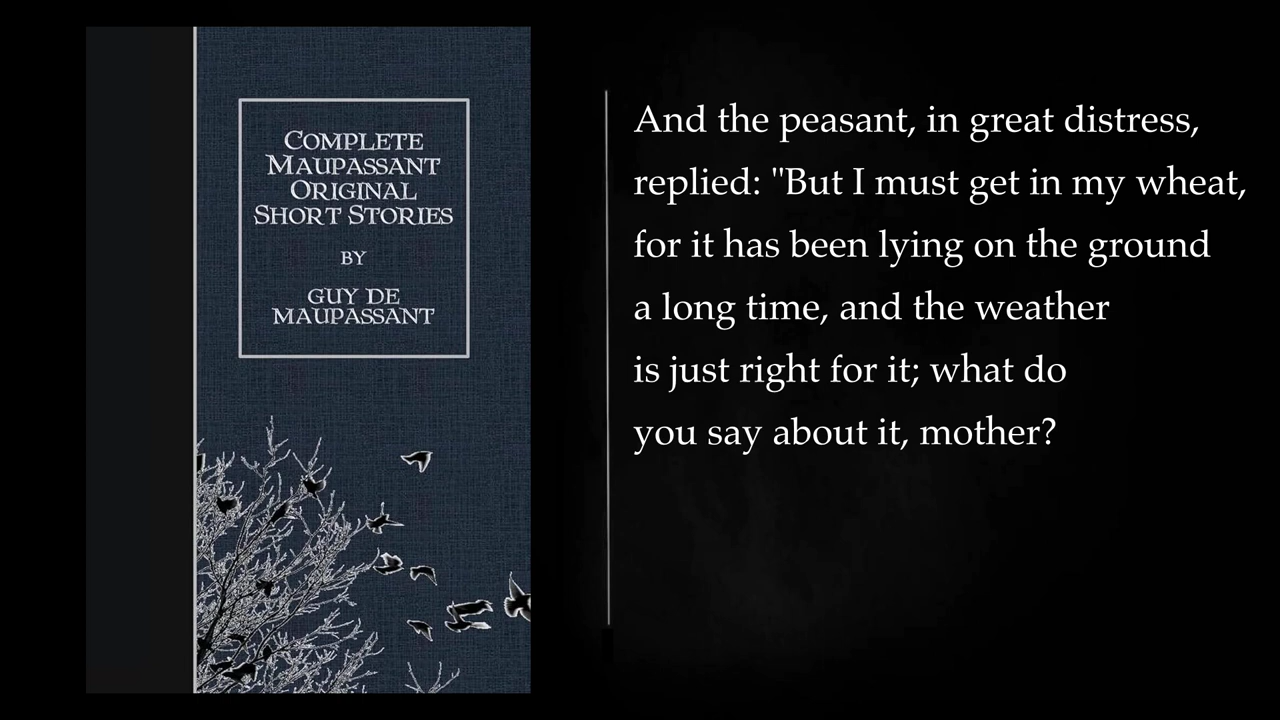 COMPLETE
MAUPASSANT
ORIGINAL
SHORT STORIES
BY
GUY DE
MAUPASSANT
And the peasant, in great distress,
replied: "But I must get in my wheat,
for it has been lying on the ground
a long time, and the weather
is just right for it; what do
you say about it, mother?